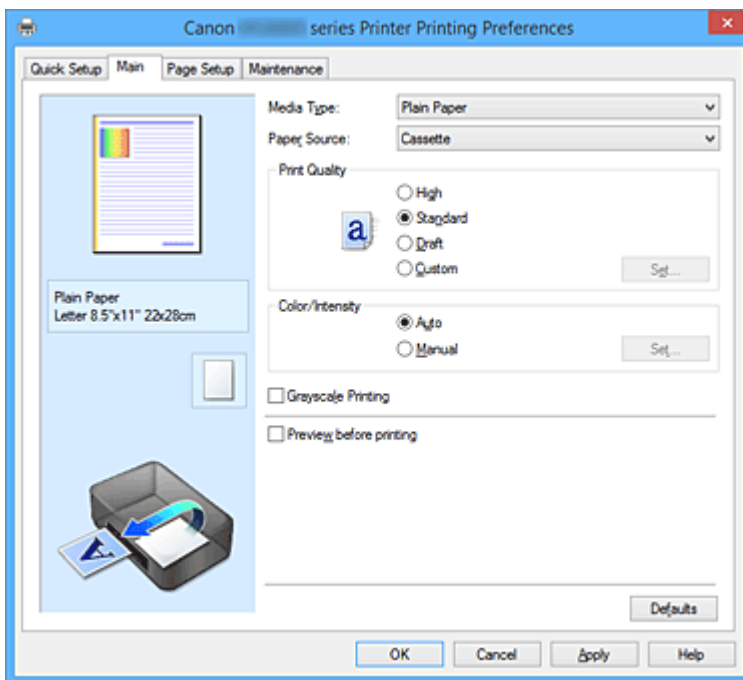 Canon series Printer Printing Preferences
Quick Setup Main Page Setup Maintenance
Media Type: Plain Paper
Paper Source: Cassette
Print Quality
High
Standard
Draft
Custom Set...
Plain Paper
Letter 8.5"x11" 22x28cm
Color/Intensity
Auto
Manual Set...
Grayscale Printing
Preview before printing
Defaults
OK Cancel Apply Help
a
A